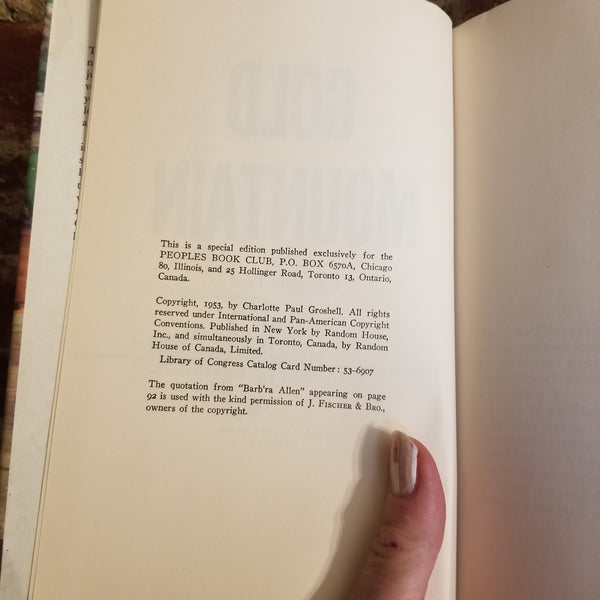 This is a special edition published exclusively for the
PEOPLES BOOK CLUB, P.O. BOX 6570A, Chicago
80, Illinois, and 25 Hollinger Road, Toronto 13, Ontario,
Canada.
Copyright, 1953, by Charlotte Paul Groshell. All rights
reserved under International and Pan-American Copyright
Conventions. Published in New York by Random House,
Inc., and simultaneously in Toronto, Canada, by Random
House of Canada, Limited.
Library of Congress Catalog Card Number: 53-6907
The quotation from "Barb'ra Allen" appearing on page
92 is used with the kind permission of J. FISCHER & BRO.,
owners of the copyright.
GOLD
MOUNTAIN